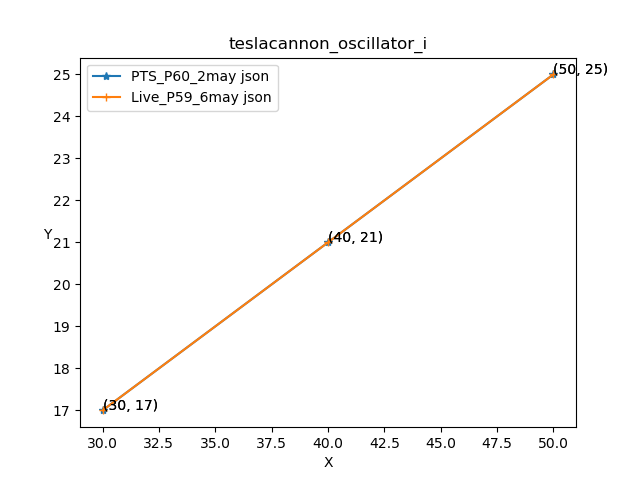 teslacannon_oscillator_i
PTS_P60_2may json
Live_P59_6may json
25
24
23
22
21
20
19
18
17
Y
(50, 25)
(40, 21)
(30, 17)
30.0 32.5 35.0 37.5 40.0 42.5 45.0 47.5 50.0
X